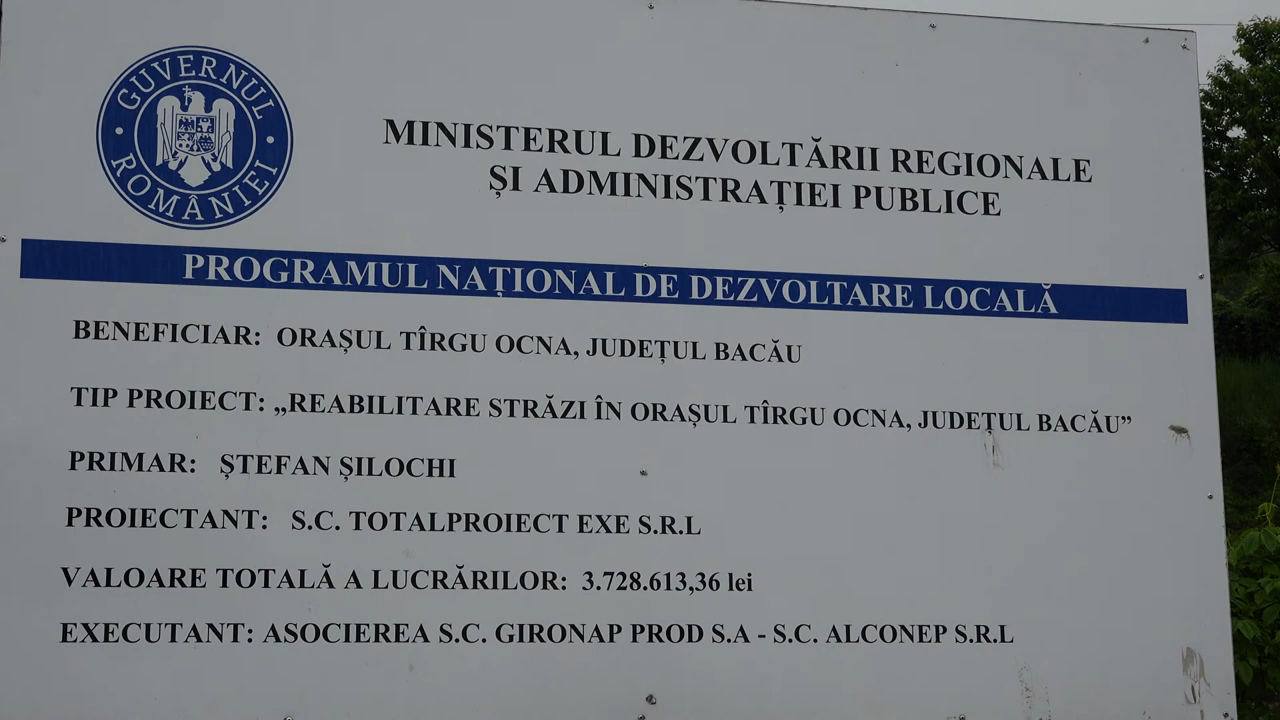 GUVERNUL ROMÂNIEI
MINISTERUL DEZVOLTĂRII REGIONALE
ȘI ADMINISTRAȚIEI PUBLICE
PROGRAMUL NAȚIONAL DE DEZVOLTARE LOCALĂ
BENEFICIAR: ORAȘUL TÎRGU OCNA, JUDEȚUL BACĂU
TIP PROIECT: „REABILITARE STRĂZI ÎN ORAȘUL TÎRGU OCNA, JUDEȚUL BACĂU”
PRIMAR: ȘTEFAN ȘILOCHI
PROIECTANT: S.C. TOTALPROIECT EXE S.R.L
VALOARE TOTALĂ A LUCRĂRILOR: 3.728.613,36 lei
EXECUTANT: ASOCIEREA S.C. GIRONAP PROD S.A - S.C. ALCONEP S.R.L